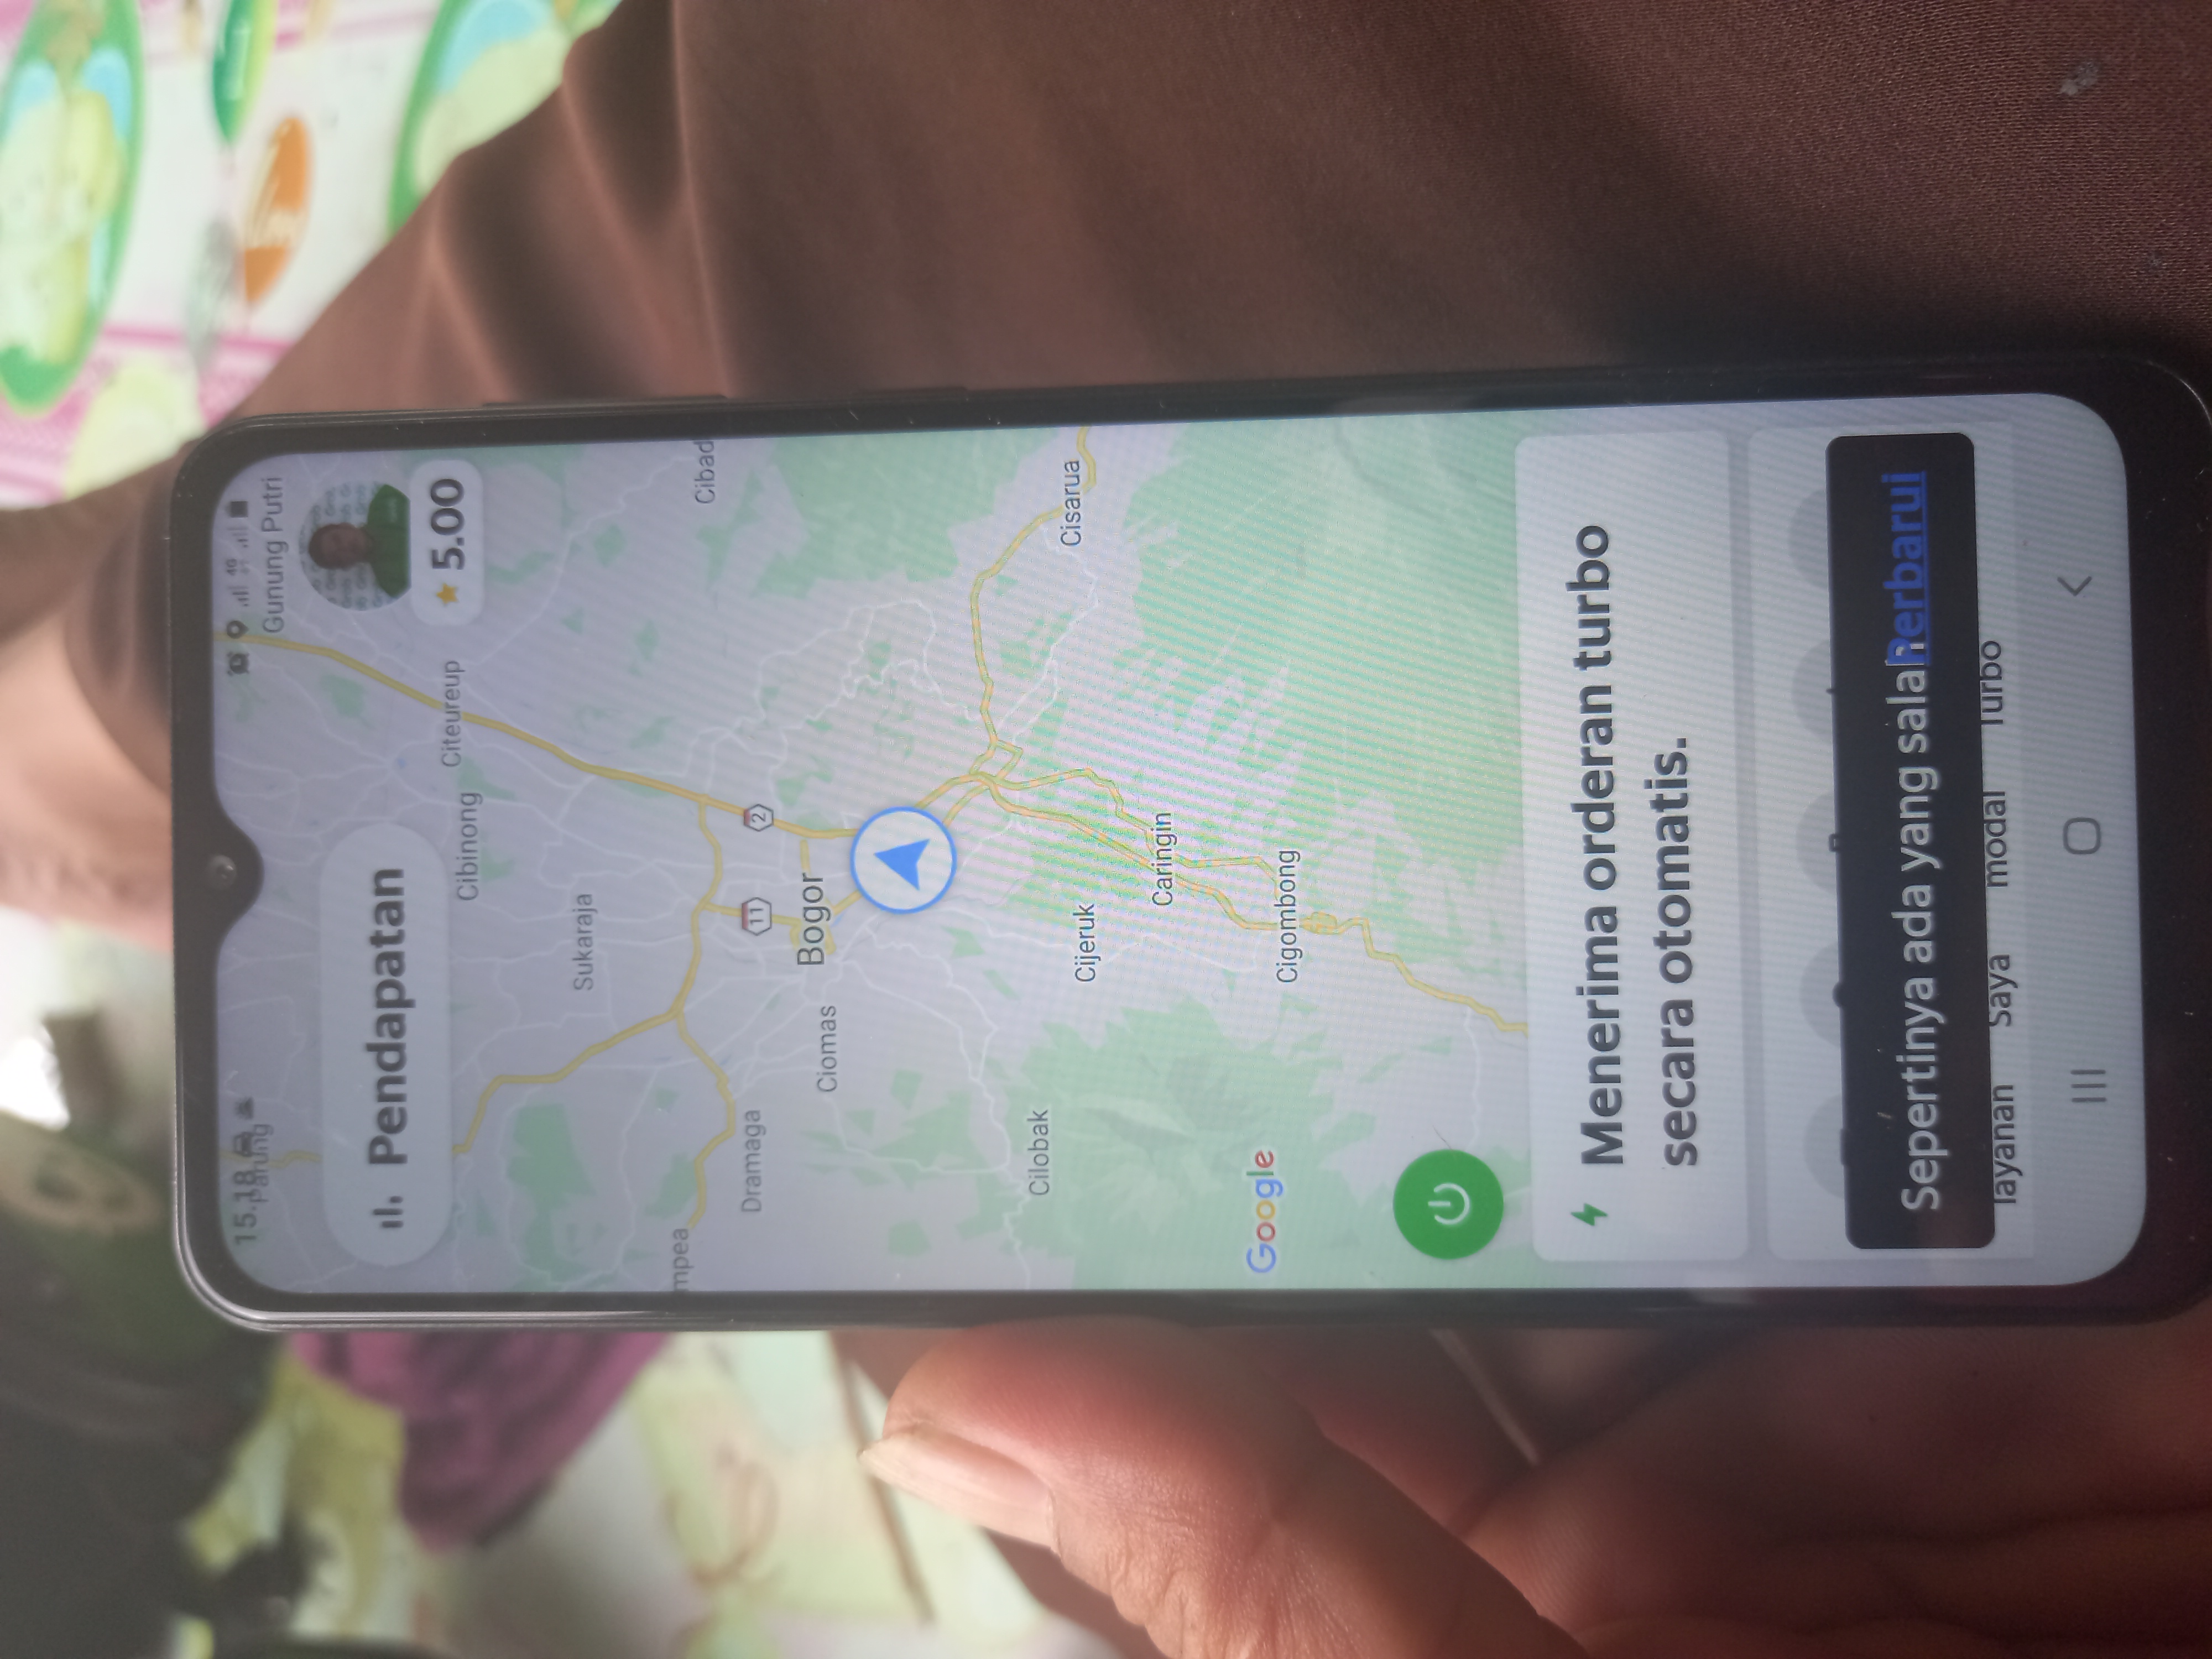 15.18
Parung
4G
Gunung Putri
Pendapatan
5.00
Cibinong
Citeureup
Sukaraja
mpea
Cibad
Dramaga
11
2
Bogor
Ciomas
Cilobak
Cijeruk
Cisarua
Caringin
Google
Cigombong
Menerima orderan turbo
secara otomatis.
Sepertinya ada yang salah
Perbarui
layanan
Saya
modal
Turbo